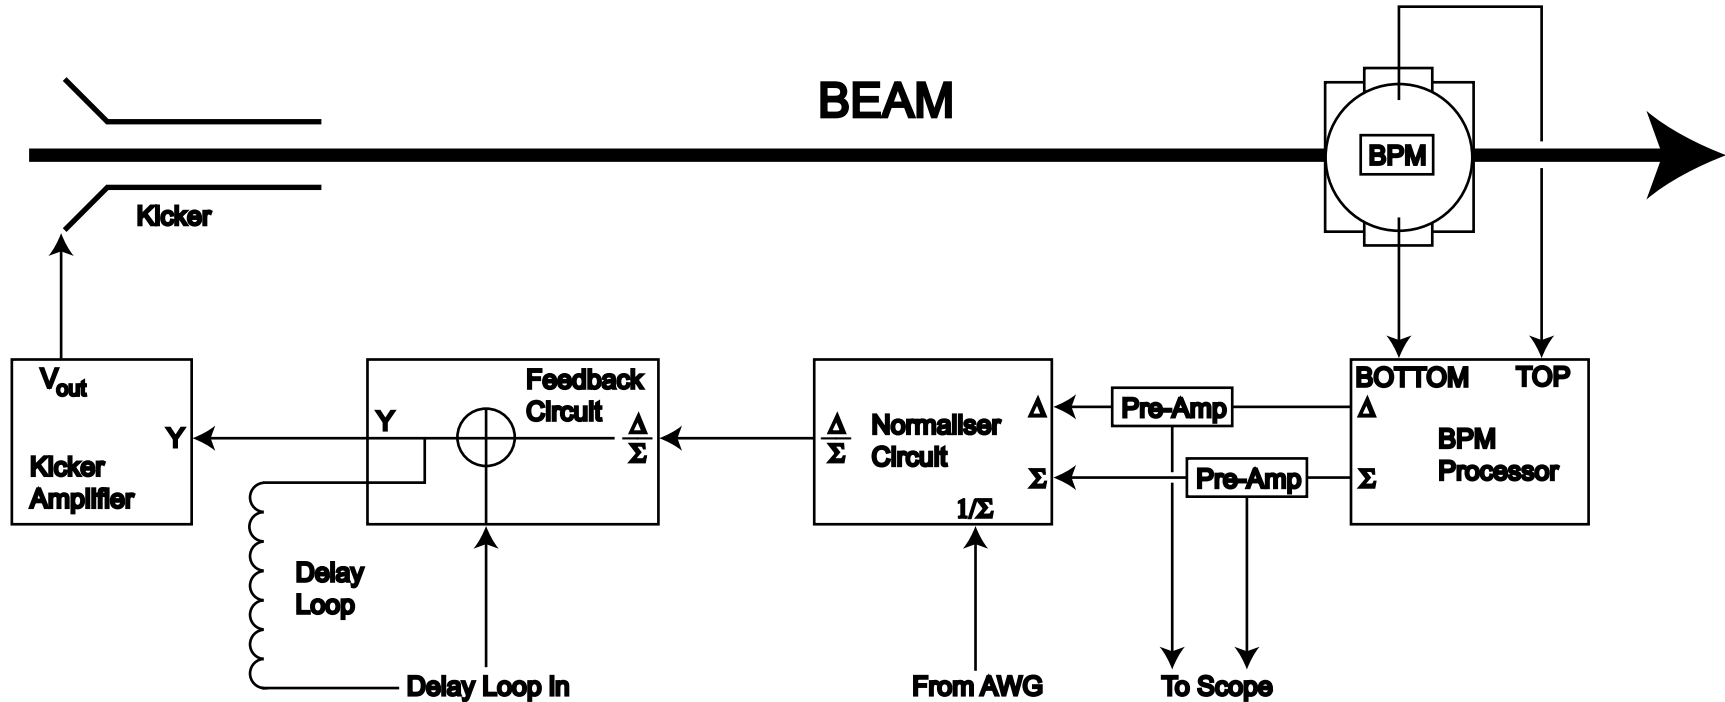 BEAM
BPM
Kicker
V_out
Y
Kicker
Amplifier
Y
Feedback
Circuit
Δ
Σ
Delay
Loop
Delay Loop In
Δ
Σ
Normaliser
Circuit
Δ
Σ
1/Σ
From AWG
Pre-Amp
Pre-Amp
To Scope
BOTTOM
TOP
Δ
Σ
BPM
Processor